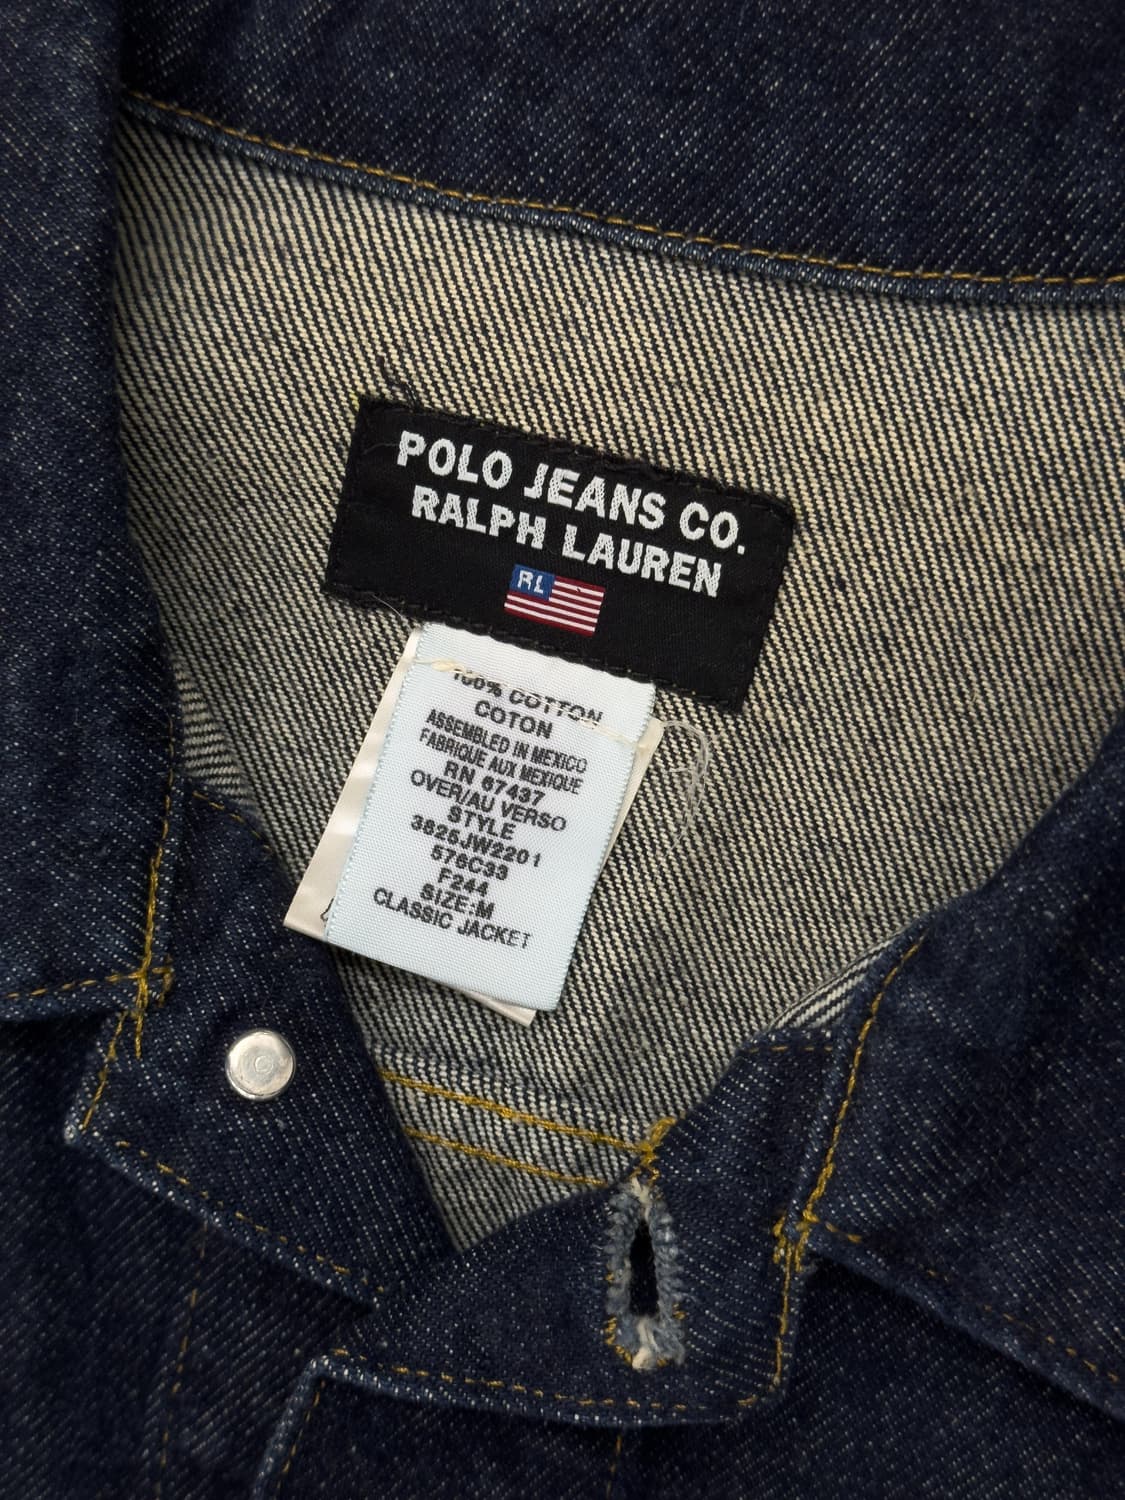 POLO JEANS CO.
RALPH LAUREN
RL
100% COTTON
COTON
ASSEMBLED IN MEXICO
FABRIQUE AUX MEXIQUE
RN 67437
OVER/AU VERSO
STYLE
3825JW2201
576C33
F244
SIZE:M
CLASSIC JACKET